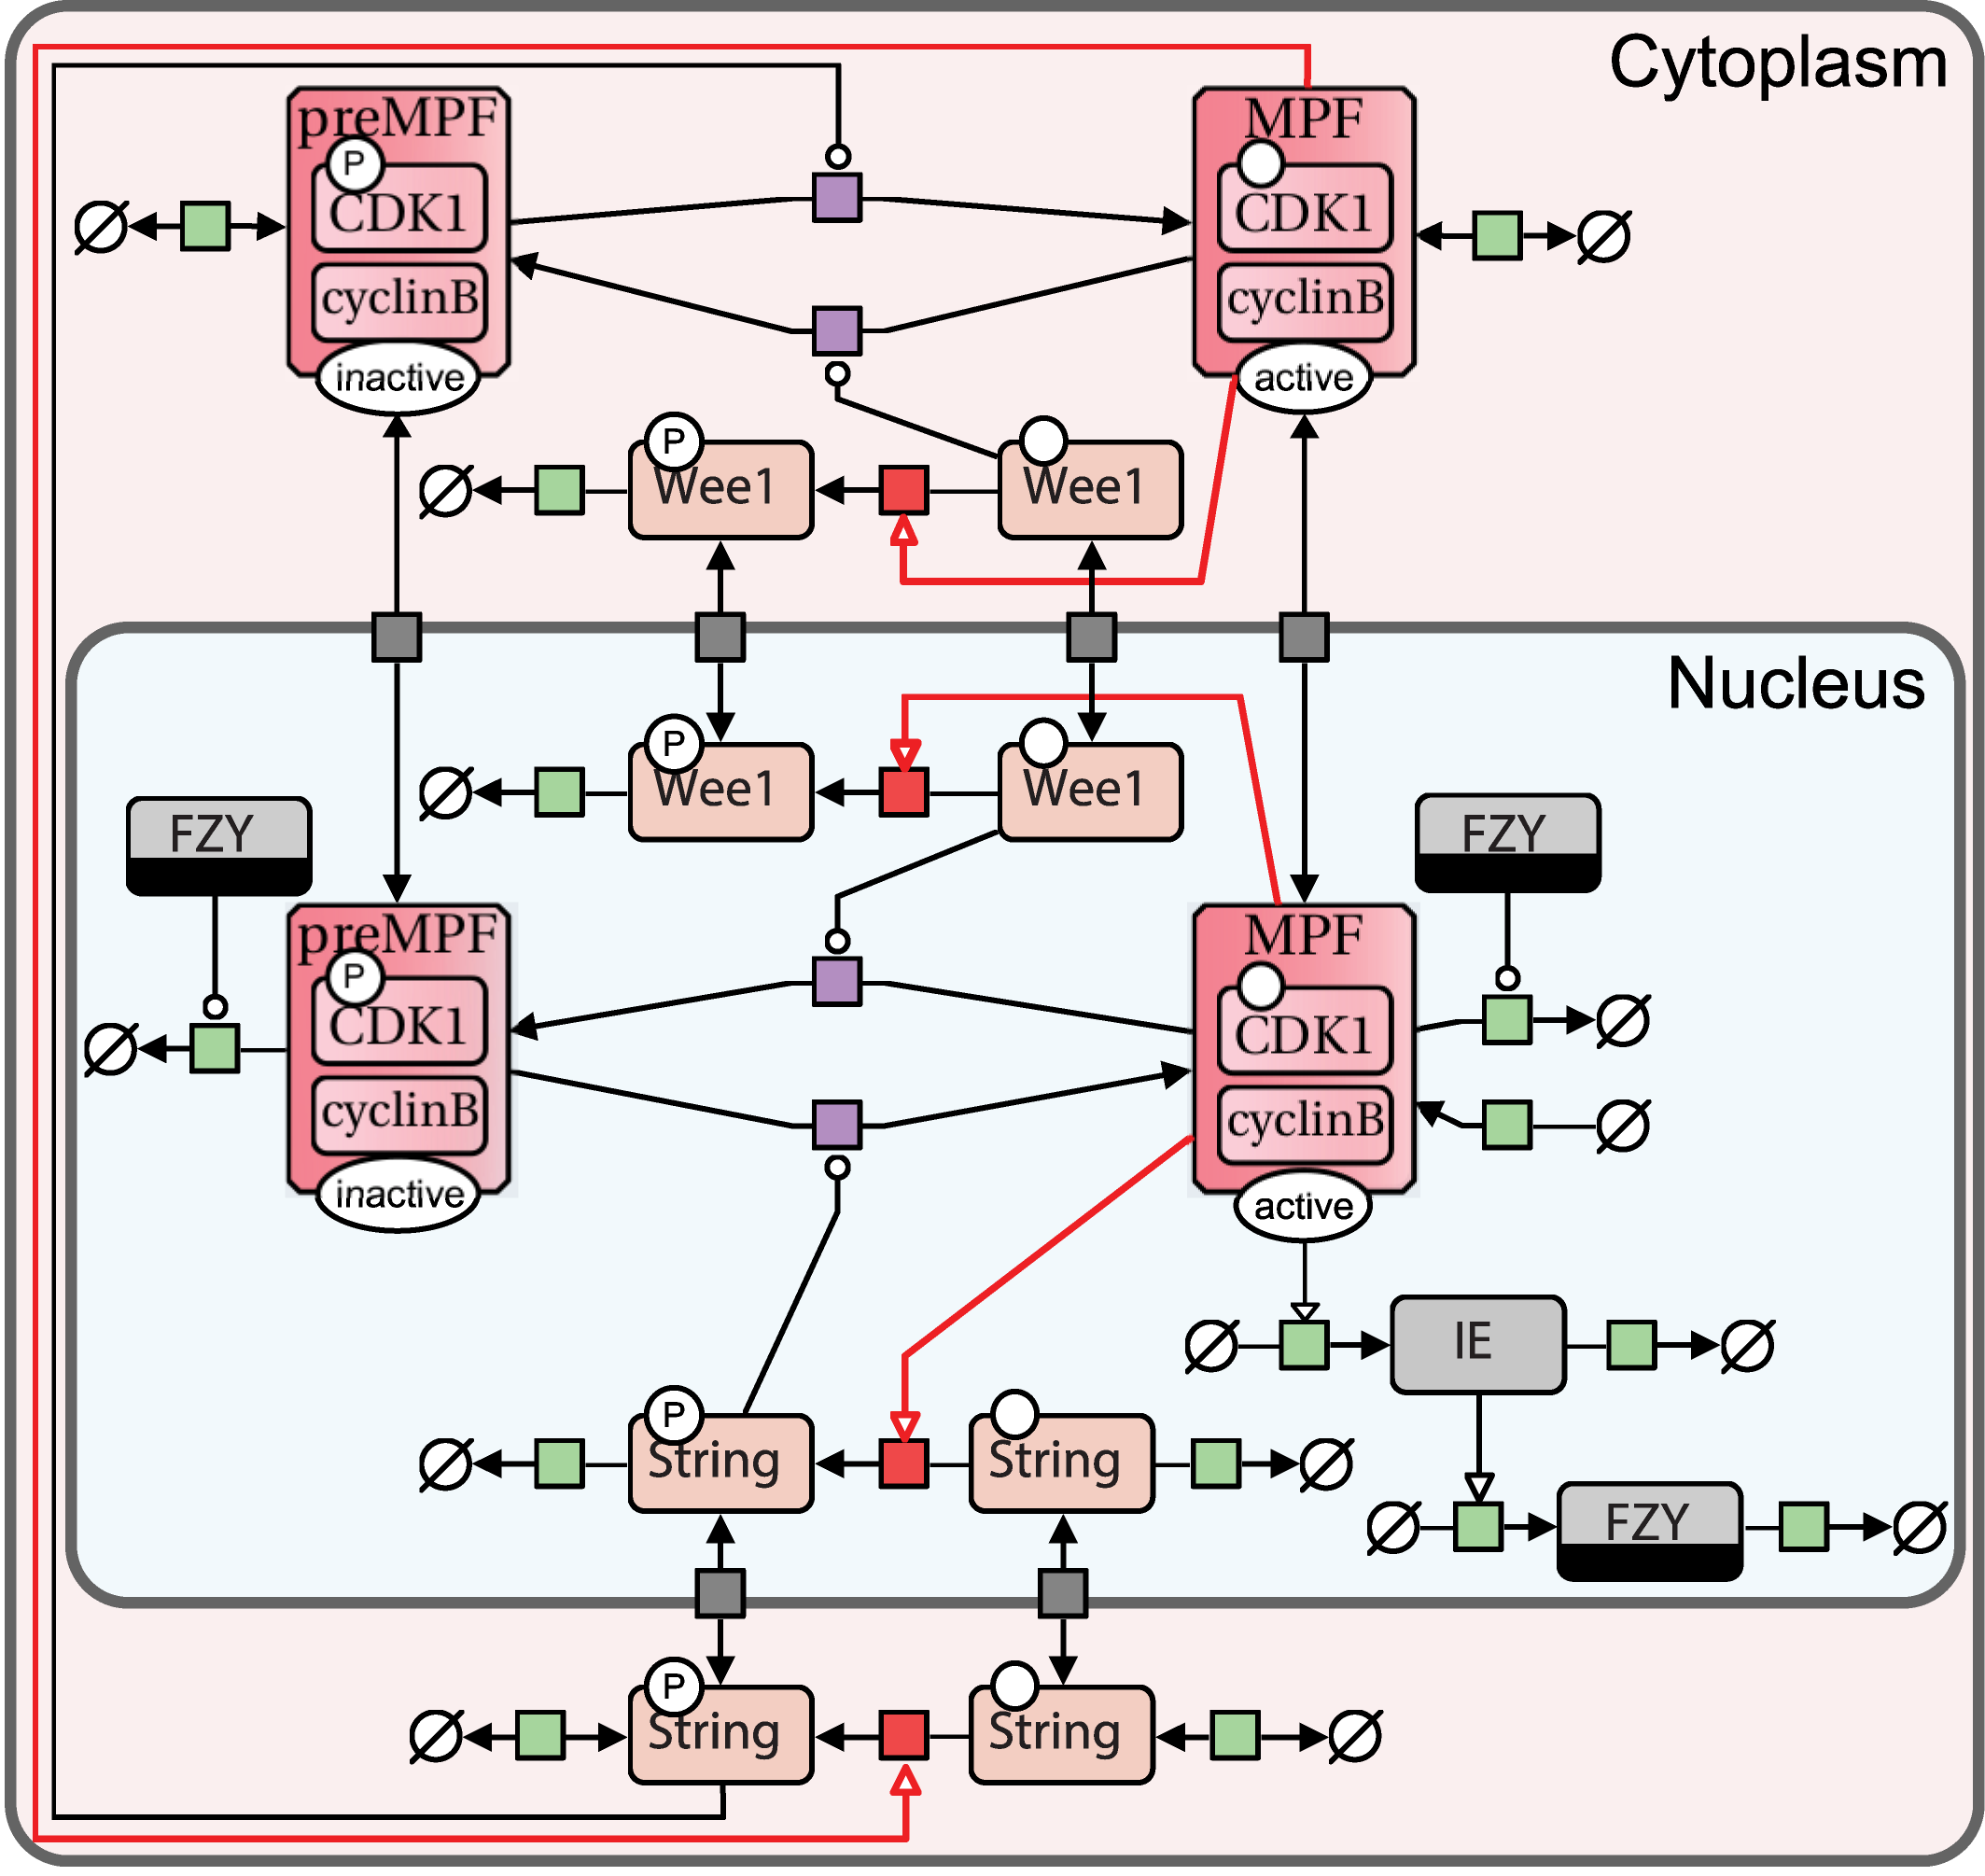 Cytoplasm
preMPF
P
CDK1
cyclinB
inactive
MPF
CDK1
cyclinB
active
P
Wee1
Wee1
Nucleus
P
Wee1
Wee1
FZY
FZY
preMPF
P
CDK1
cyclinB
inactive
MPF
CDK1
cyclinB
active
IE
P
String
String
FZY
P
String
String